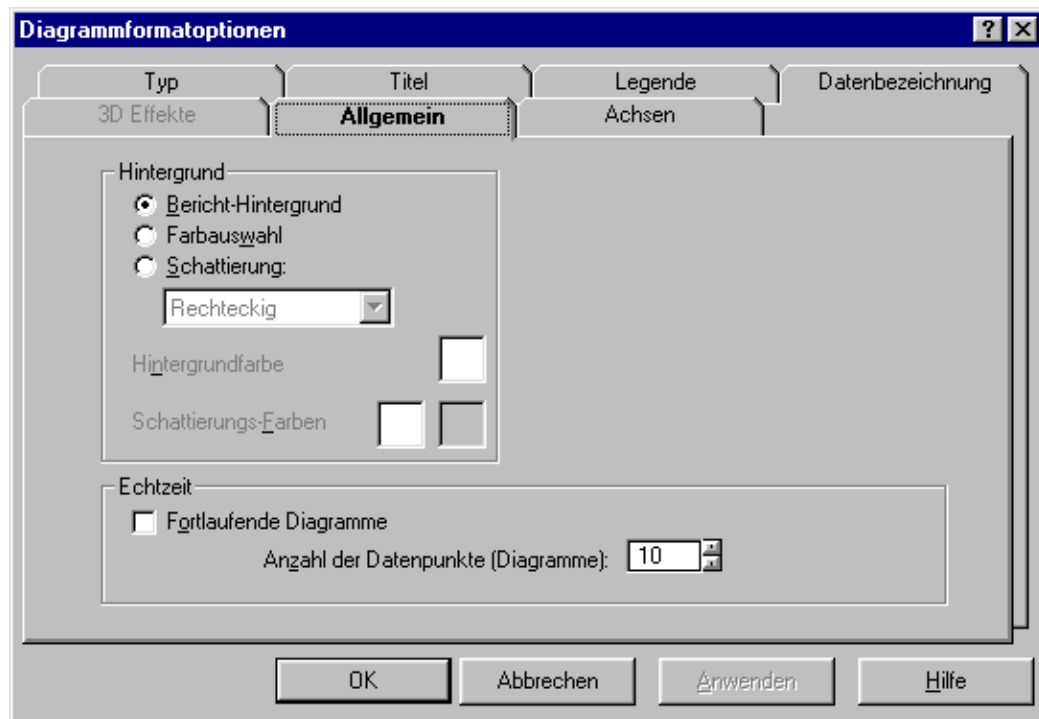 Diagrammformatoptionen
Typ Titel Legende Datenbezeichnung
3D Effekte Allgemein Achsen
Hintergrund
Bericht-Hintergrund
Farbauswahl
Schattierung:
Rechteckig
Hintergrundfarbe
Schattierungs-Farben
Echtzeit
Fortlaufende Diagramme
Anzahl der Datenpunkte (Diagramme): 10
OK Abbrechen Anwenden Hilfe